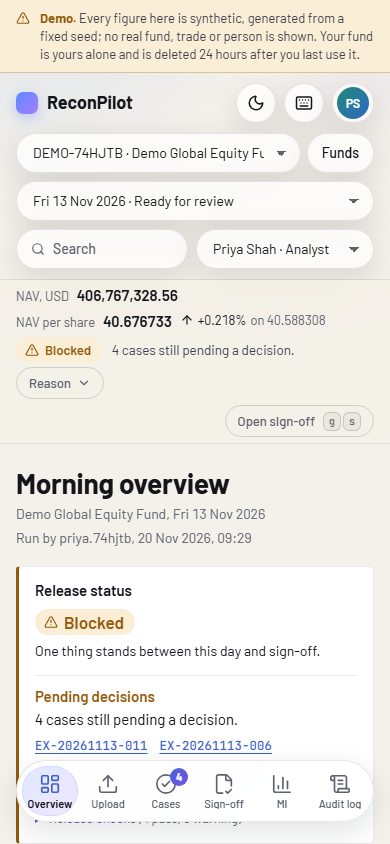 Demo. Every figure here is synthetic, generated from a
fixed seed; no real fund, trade or person is shown. Your fund
is yours alone and is deleted 24 hours after you last use it.
ReconPilot
PS
DEMO-74HJTB · Demo Global Equity Fu
Funds
Fri 13 Nov 2026 · Ready for review
Search
Priya Shah · Analyst
NAV, USD 406,767,328.56
NAV per share 40.676733 ↑ +0.218% on 40.588308
Blocked 4 cases still pending a decision.
Reason
Open sign-off g s
Morning overview
Demo Global Equity Fund, Fri 13 Nov 2026
Run by priya.74hjtb, 20 Nov 2026, 09:29
Release status
Blocked
One thing stands between this day and sign-off.
Pending decisions
4 cases still pending a decision.
EX-20261113-011 EX-20261113-006
4
Overview Upload Cases Sign-off MI Audit log